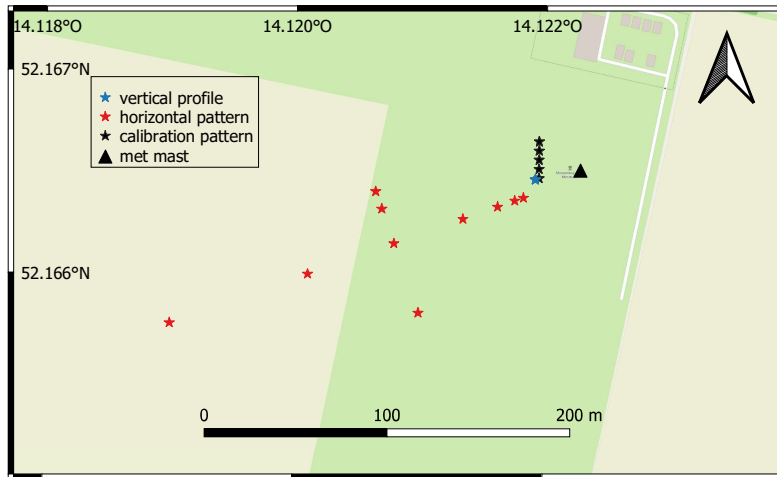 14.118°O 14.120°O 14.122°O
52.167°N
vertical profile
horizontal pattern
calibration pattern
met mast
52.166°N
0 100 200 m